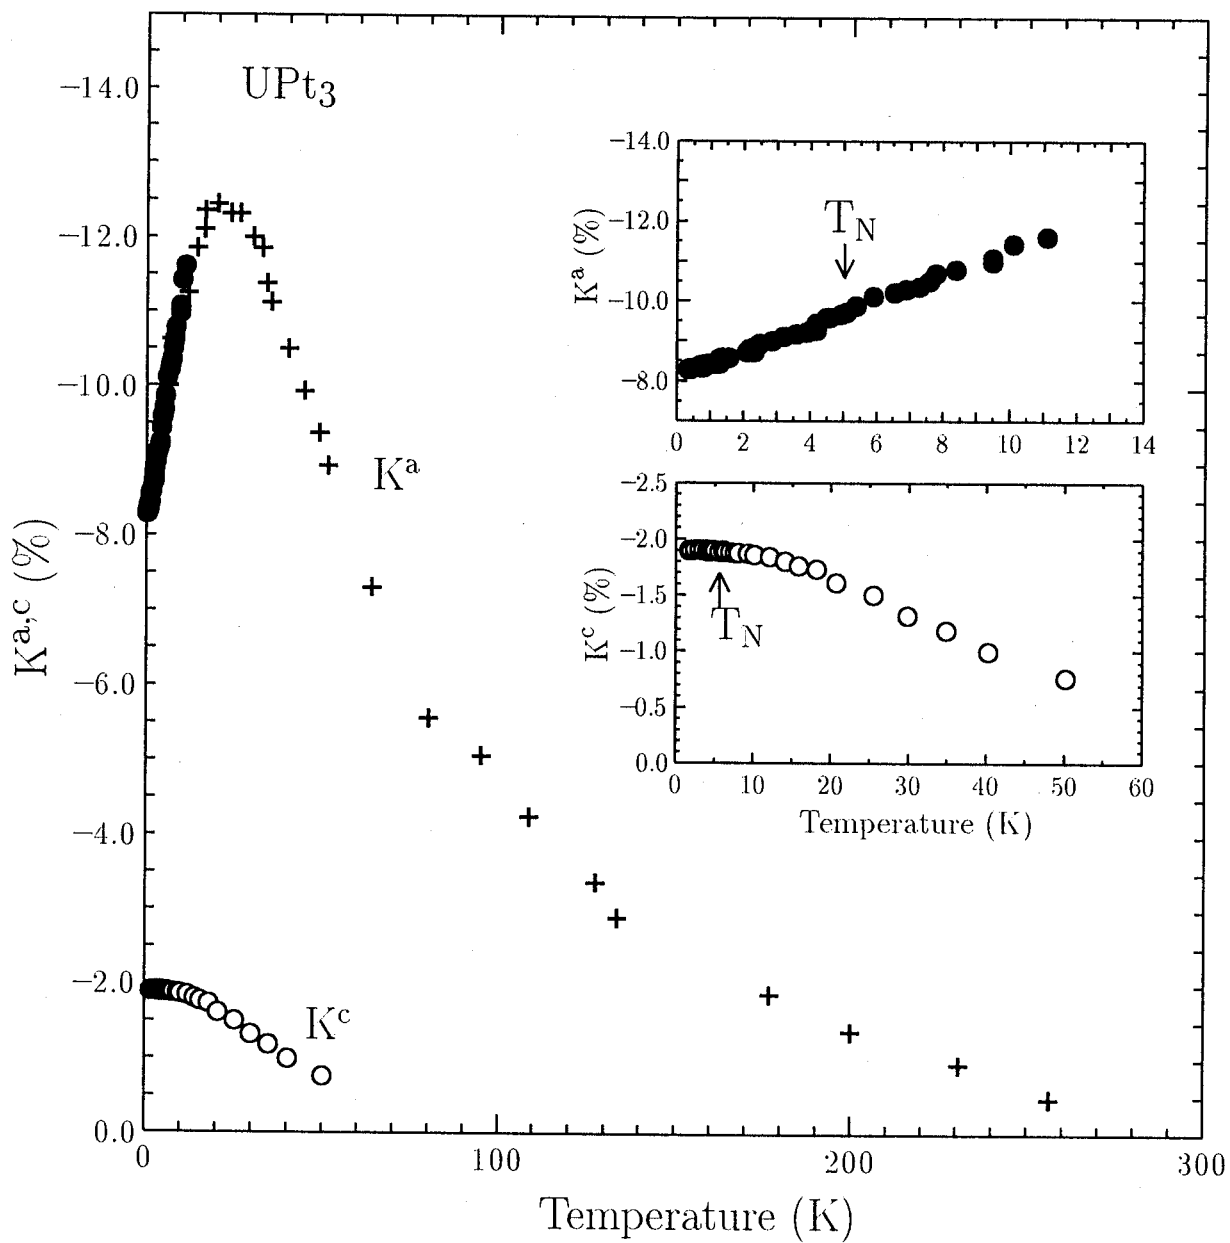 UPt3
−14.0
−12.0
−10.0
−8.0
−6.0
−4.0
−2.0
0.0
K^a,c (%)
0 100 200 300
Temperature (K)
K^a
K^c
−14.0
−12.0
−10.0
−8.0
K^a (%)
T_N
0 2 4 6 8 10 12 14
−2.5
−2.0
−1.5
−1.0
−0.5
0.0
K^c (%)
T_N
0 10 20 30 40 50 60
Temperature (K)